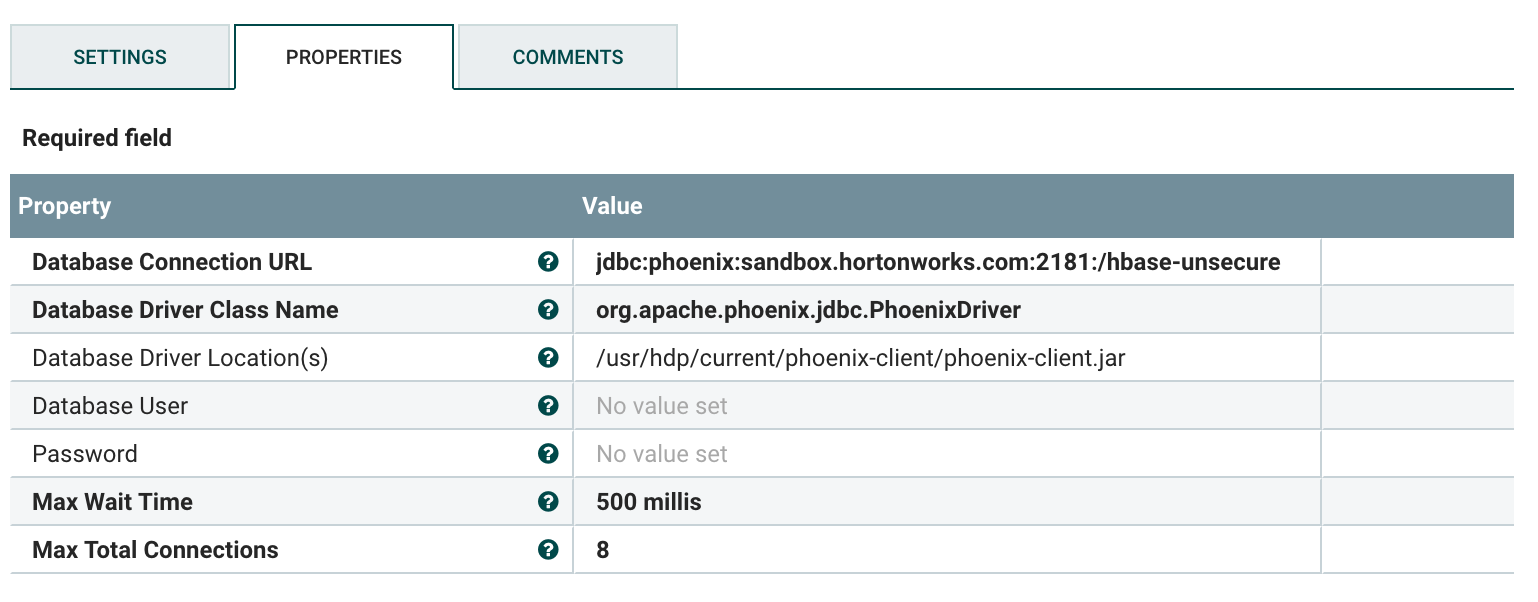 SETTINGS PROPERTIES COMMENTS
Required field
Property Value
Database Connection URL ? jdbc:phoenix:sandbox.hortonworks.com:2181:/hbase-unsecure
Database Driver Class Name ? org.apache.phoenix.jdbc.PhoenixDriver
Database Driver Location(s) ? /usr/hdp/current/phoenix-client/phoenix-client.jar
Database User ? No value set
Password ? No value set
Max Wait Time ? 500 millis
Max Total Connections ? 8